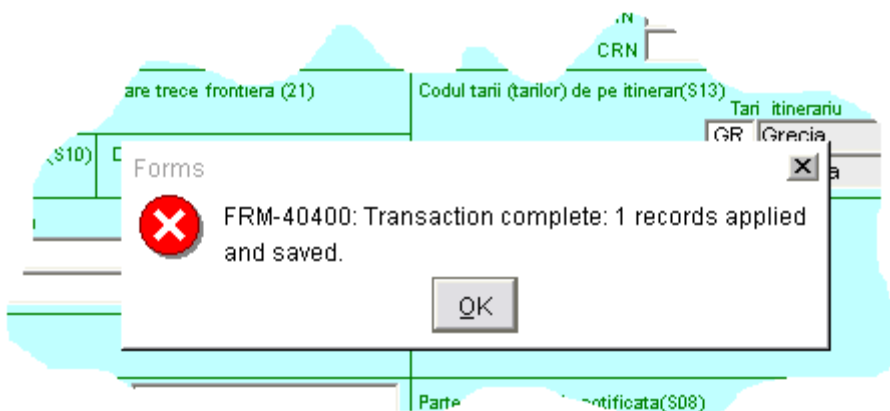 CRN
are trece frontiera (21)
Codul tarii (tarilor) de pe itinerar(S13)
Tari itinerariu
GR Grecia
(S10)
Forms
FRM-40400: Transaction complete: 1 records applied
and saved.
OK
Parte
notificata(S08)